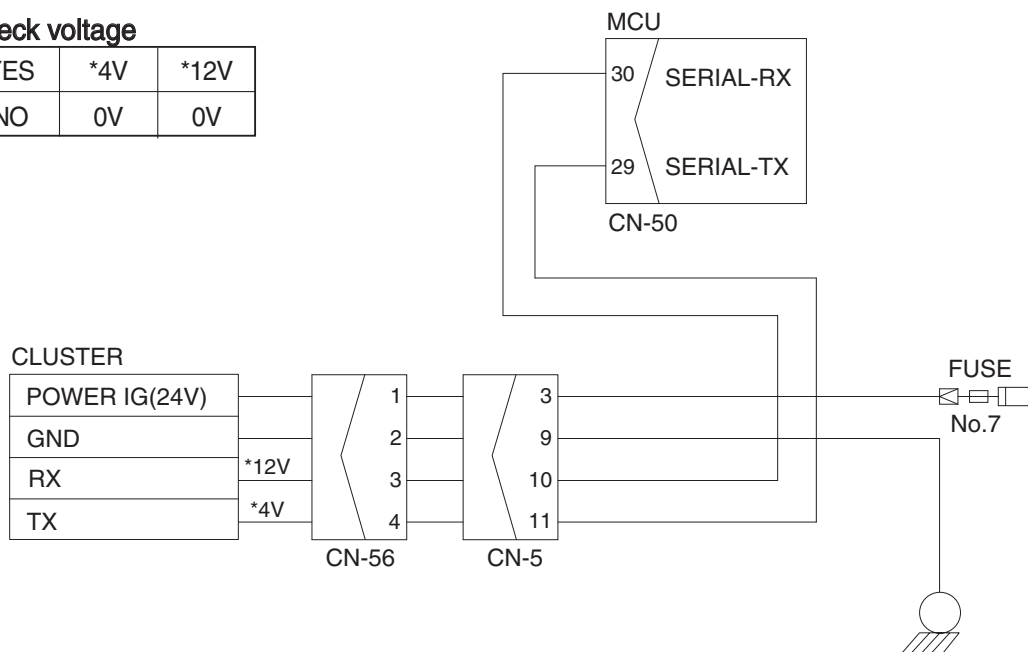 eck voltage
*4V *12V
NO 0V 0V
MCU
30 SERIAL-RX
29 SERIAL-TX
CN-50
CLUSTER
POWER IG(24V)
GND
RX
TX
*12V
*4V
1
2
3
4
CN-56
3
9
10
11
CN-5
FUSE
No.7